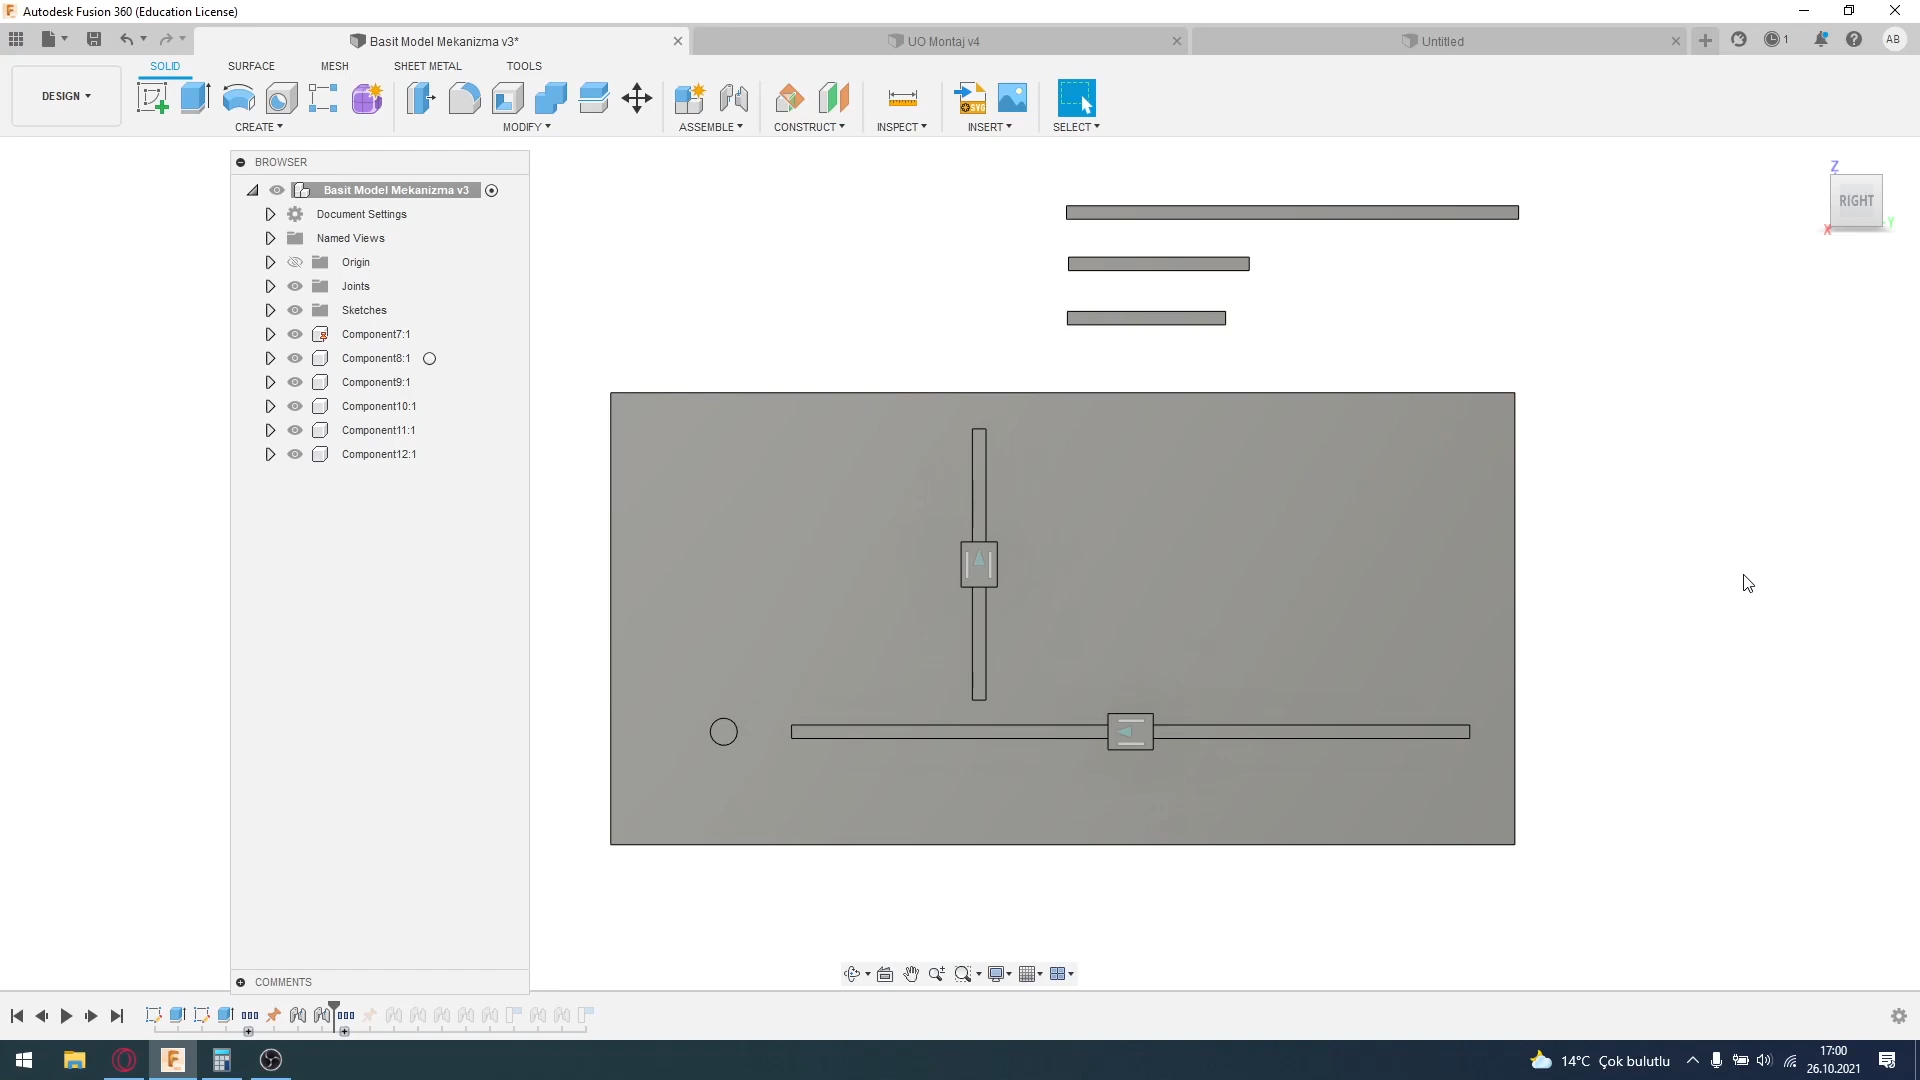 Autodesk Fusion 360 (Education License)
Basit Model Mekanizma v3*
UO Montaj v4
Untitled
1
AB
DESIGN
SOLID
SURFACE
MESH
SHEET METAL
TOOLS
CREATE
MODIFY
ASSEMBLE
CONSTRUCT
INSPECT
INSERT
SELECT
SVG
BROWSER
Basit Model Mekanizma v3
Document Settings
Named Views
Origin
Joints
Sketches
Component7:1
Component8:1
Component9:1
Component10:1
Component11:1
Component12:1
Z
RIGHT
X
Y
COMMENTS
14°C Çok bulutlu
17:00
26.10.2021